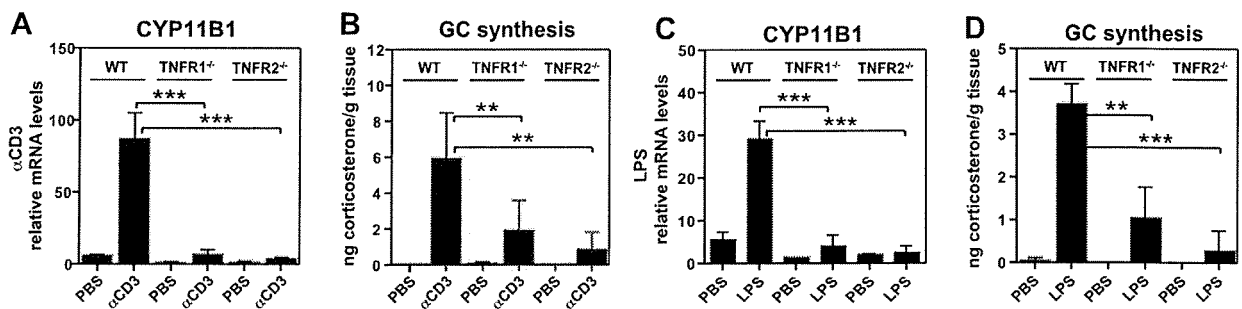 A
CYP11B1
αCD3
relative mRNA levels
150
100
50
0
WT
TNFR1-/-
TNFR2-/-
***
***
PBS
αCD3
PBS
αCD3
PBS
αCD3
B
GC synthesis
ng corticosterone/g tissue
12
10
8
6
4
2
0
WT
TNFR1-/-
TNFR2-/-
**
**
PBS
αCD3
PBS
αCD3
PBS
αCD3
C
CYP11B1
LPS
relative mRNA levels
50
40
30
20
10
0
WT
TNFR1-/-
TNFR2-/-
***
***
PBS
LPS
PBS
LPS
PBS
LPS
D
GC synthesis
ng corticosterone/g tissue
5
4
3
2
1
0
WT
TNFR1-/-
TNFR2-/-
**
***
PBS
LPS
PBS
LPS
PBS
LPS